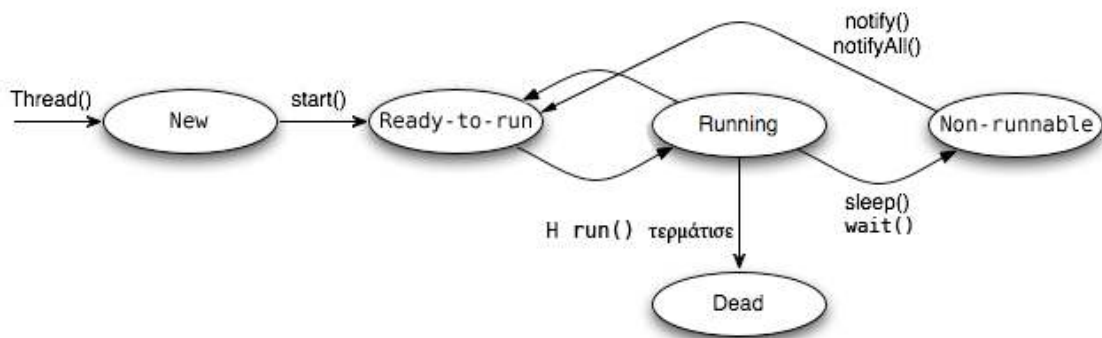 notify()
notifyAll()
Thread()
New
start()
Ready-to-run
Running
Non-runnable
sleep()
wait()
Η run() τερμάτισε
Dead